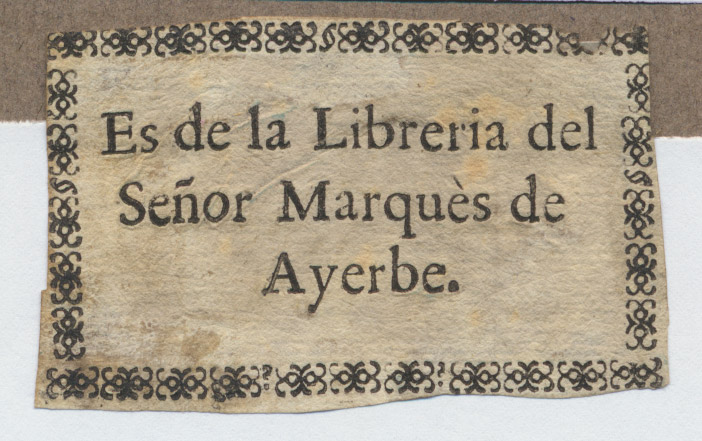 Es de la Libreria del
Señor Marquès de
Ayerbe.